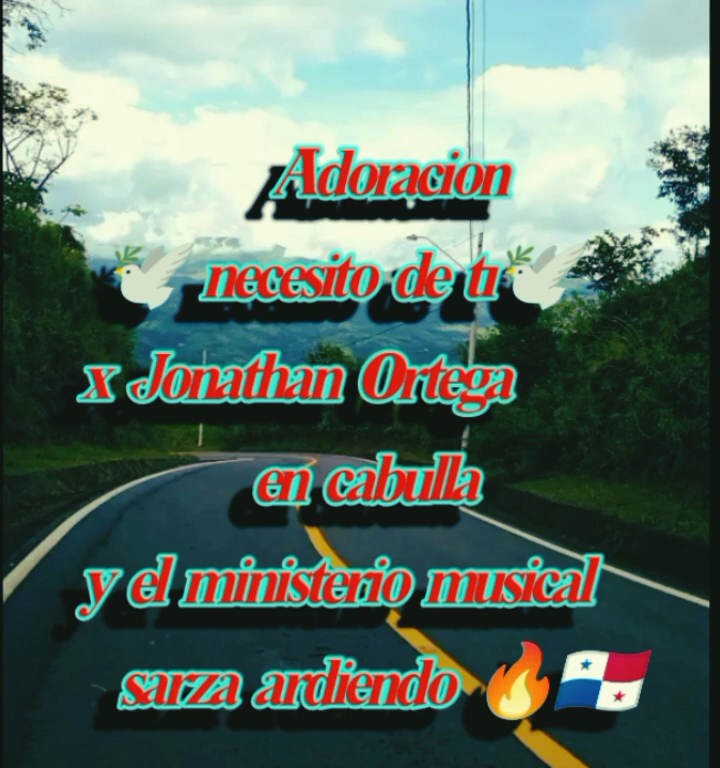 Adoracion
🕊️ necesito de ti 🕊️
x Jonathan Ortega
en cabulla
y el ministerio musical
sarza ardiendo 🔥🇵🇦